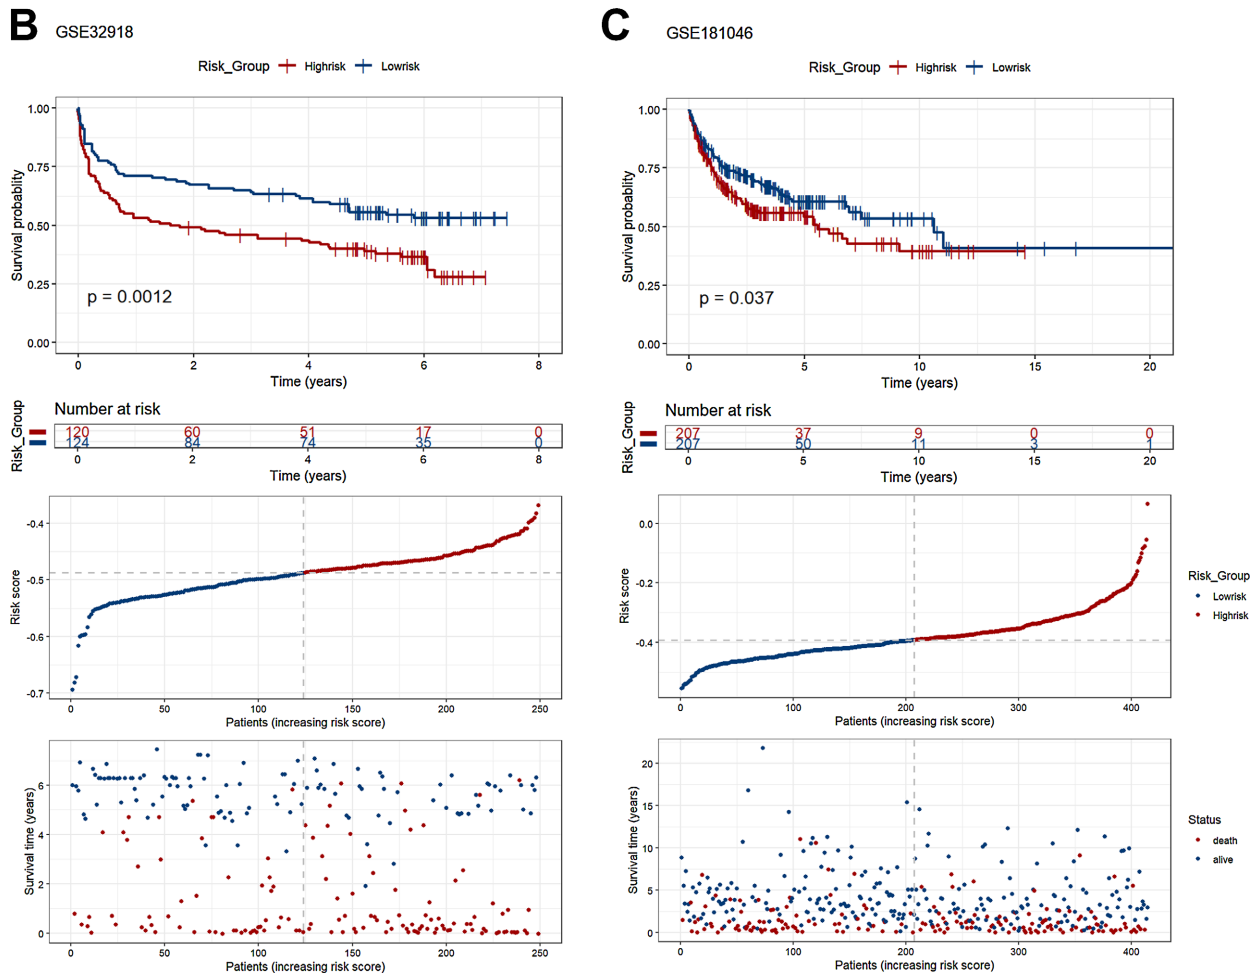 B GSE32918
Risk_Group Highrisk Lowrisk
Survival probablity
1.00
0.75
0.50
0.25
0.00
p = 0.0012
0 2 4 6 8
Time (years)
Number at risk
Risk_Group
120 60 51 17 0
124 84 74 35 0
0 2 4 6 8
Time (years)
Risk score
-0.4
-0.5
-0.6
-0.7
0 50 100 150 200 250
Patients (increasing risk score)
Survival time (years)
6
4
2
0
0 50 100 150 200 250
Patients (increasing risk score)
C GSE181046
Risk_Group Highrisk Lowrisk
Survival probablity
1.00
0.75
0.50
0.25
0.00
p = 0.037
0 5 10 15 20
Time (years)
Number at risk
Risk_Group
207 37 9 0 0
207 50 11 3 1
0 5 10 15 20
Time (years)
Risk score
0.0
-0.2
-0.4
0 100 200 300 400
Patients (increasing risk score)
Risk_Group
Lowrisk
Highrisk
Survival time (years)
20
15
10
5
0
0 100 200 300 400
Patients (increasing risk score)
Status
death
alive